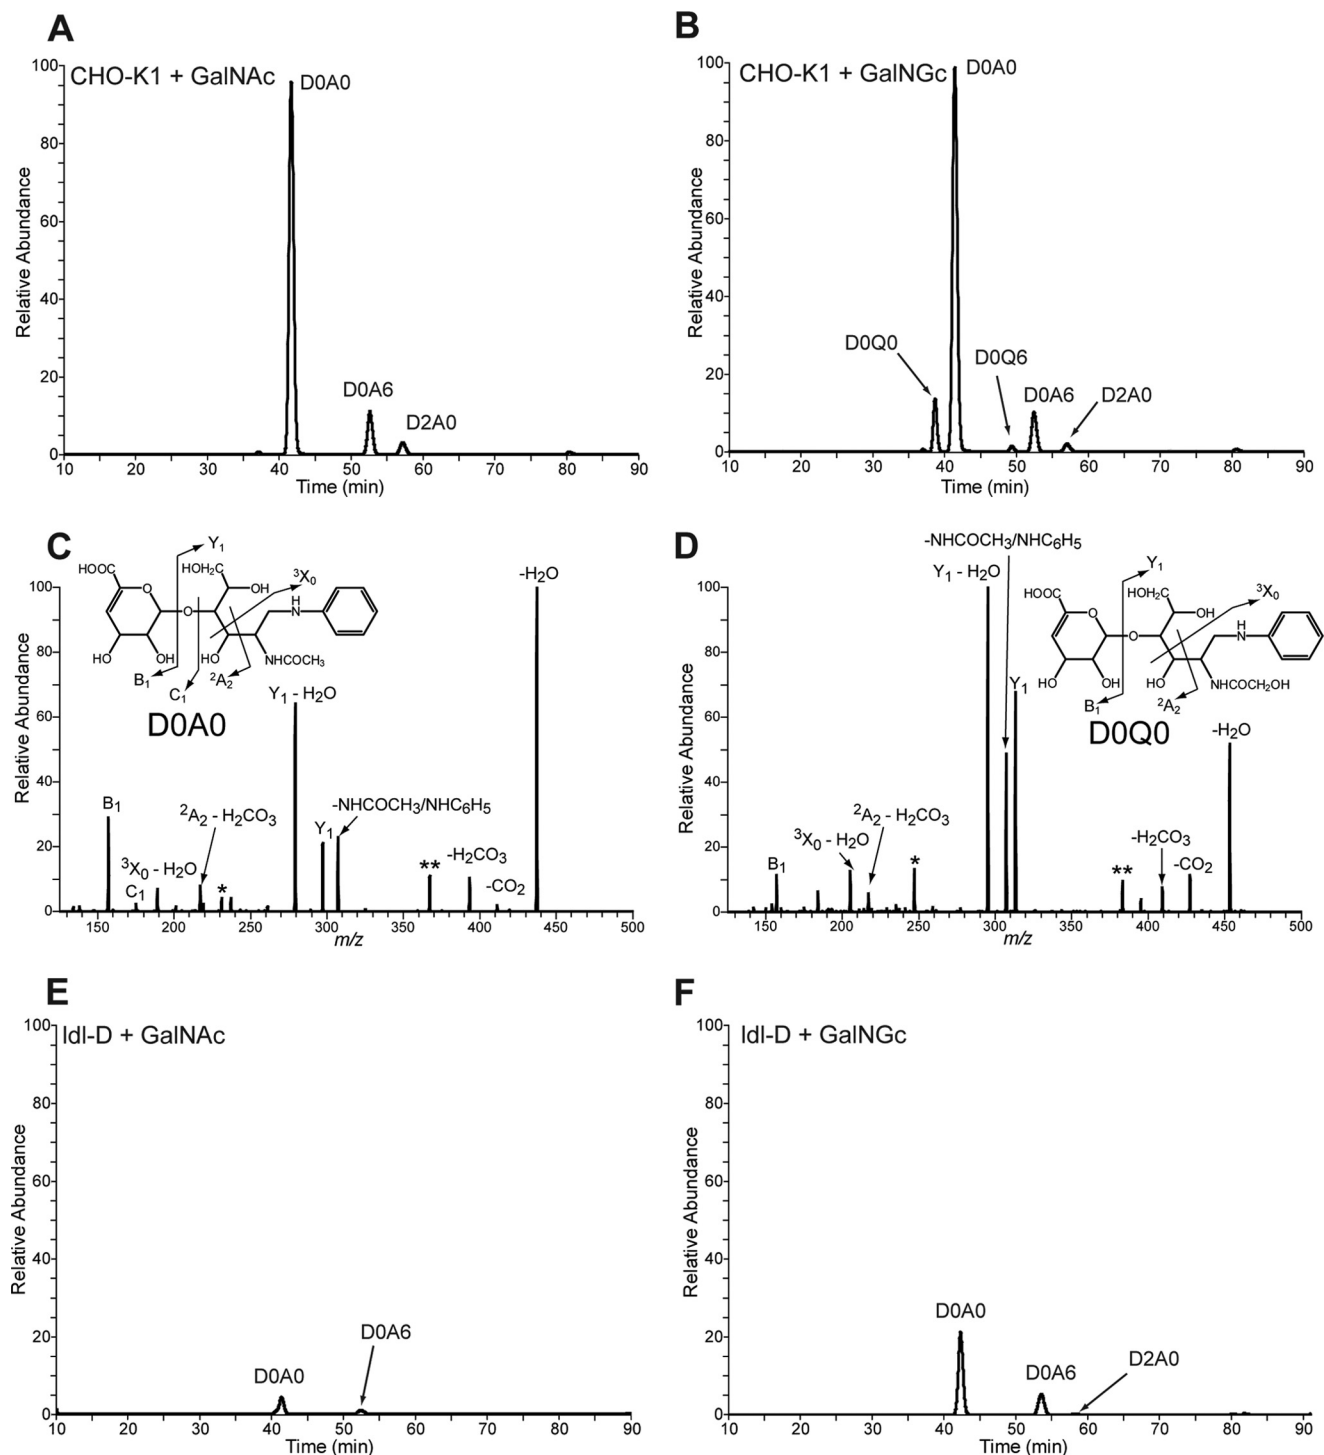 A
CHO-K1 + GalNAc
D0A0
D0A6
D2A0
Relative Abundance
100
80
60
40
20
0
10 20 30 40 50 60 70 80 90
Time (min)
B
CHO-K1 + GalNGc
D0A0
D0Q0
D0Q6
D0A6
D2A0
Relative Abundance
100
80
60
40
20
0
10 20 30 40 50 60 70 80 90
Time (min)
C
Y₁
HOOC
O
HOH₂C
OH
³X₀
H
N
O
HO
OH
HO
NHCOCH₃
B₁
C₁
²A₂
D0A0
-H₂O
Y₁ - H₂O
B₁
²A₂ - H₂CO₃
-NHCOCH₃/NHC₆H₅
Y₁
³X₀ - H₂O
C₁
*
**
-H₂CO₃
-CO₂
Relative Abundance
100
80
60
40
20
0
150 200 250 300 350 400 450 500
m/z
D
-NHCOCH₃/NHC₆H₅
Y₁ - H₂O
Y₁
HOOC
O
HOH₂C
OH
³X₀
H
N
O
HO
OH
HO
NHCOCH₂OH
B₁
²A₂
D0Q0
Y₁
-H₂O
B₁
³X₀ - H₂O
²A₂ - H₂CO₃
*
**
-H₂CO₃
-CO₂
Relative Abundance
100
80
60
40
20
0
150 200 250 300 350 400 450 500
m/z
E
ldl-D + GalNAc
D0A0
D0A6
Relative Abundance
100
80
60
40
20
0
10 20 30 40 50 60 70 80 90
Time (min)
F
ldl-D + GalNGc
D0A0
D0A6
D2A0
Relative Abundance
100
80
60
40
20
0
10 20 30 40 50 60 70 80 90
Time (min)